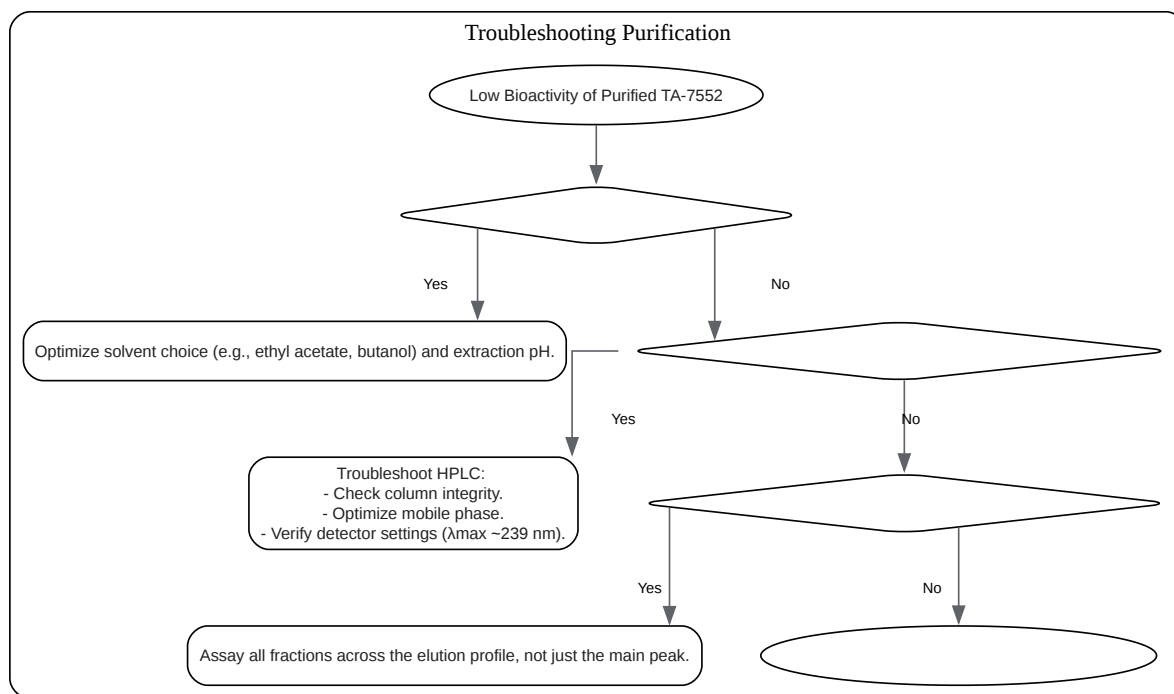 Troubleshooting Purification
Low Bioactivity of Purified TA-7552
Yes
No
Optimize solvent choice (e.g., ethyl acetate, butanol) and extraction pH.
Yes
No
Troubleshoot HPLC:
- Check column integrity.
- Optimize mobile phase.
- Verify detector settings (λmax ~239 nm).
Yes
No
Assay all fractions across the elution profile, not just the main peak.